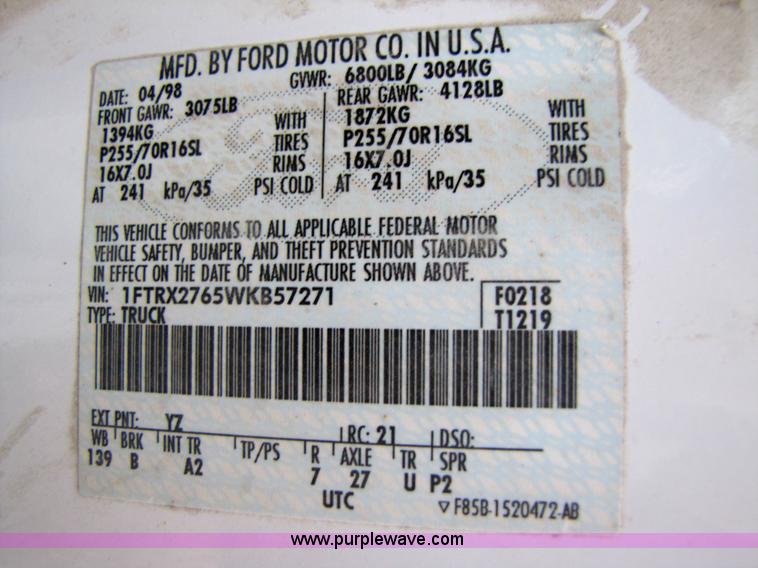 MFD. BY FORD MOTOR CO. IN U.S.A.
DATE: 04/98 GVWR: 6800LB/ 3084KG
FRONT GAWR: 3075LB REAR GAWR: 4128LB
1394KG WITH 1872KG WITH
P255/70R16SL TIRES P255/70R16SL TIRES
16X7.0J RIMS 16X7.0J RIMS
AT 241 kPa/35 PSI COLD AT 241 kPa/35 PSI COLD
THIS VEHICLE CONFORMS TO ALL APPLICABLE FEDERAL MOTOR
VEHICLE SAFETY, BUMPER, AND THEFT PREVENTION STANDARDS
IN EFFECT ON THE DATE OF MANUFACTURE SHOWN ABOVE.
VIN: 1FTRX2765WKB57271 F0218
TYPE: TRUCK T1219
EXT PNT: YZ RC: 21 DSO:
WB BRK INT TR TP/PS R AXLE TR SPR
139 B A2 7 27 U P2
UTC ▽F85B-1520472-AB
www.purplewave.com